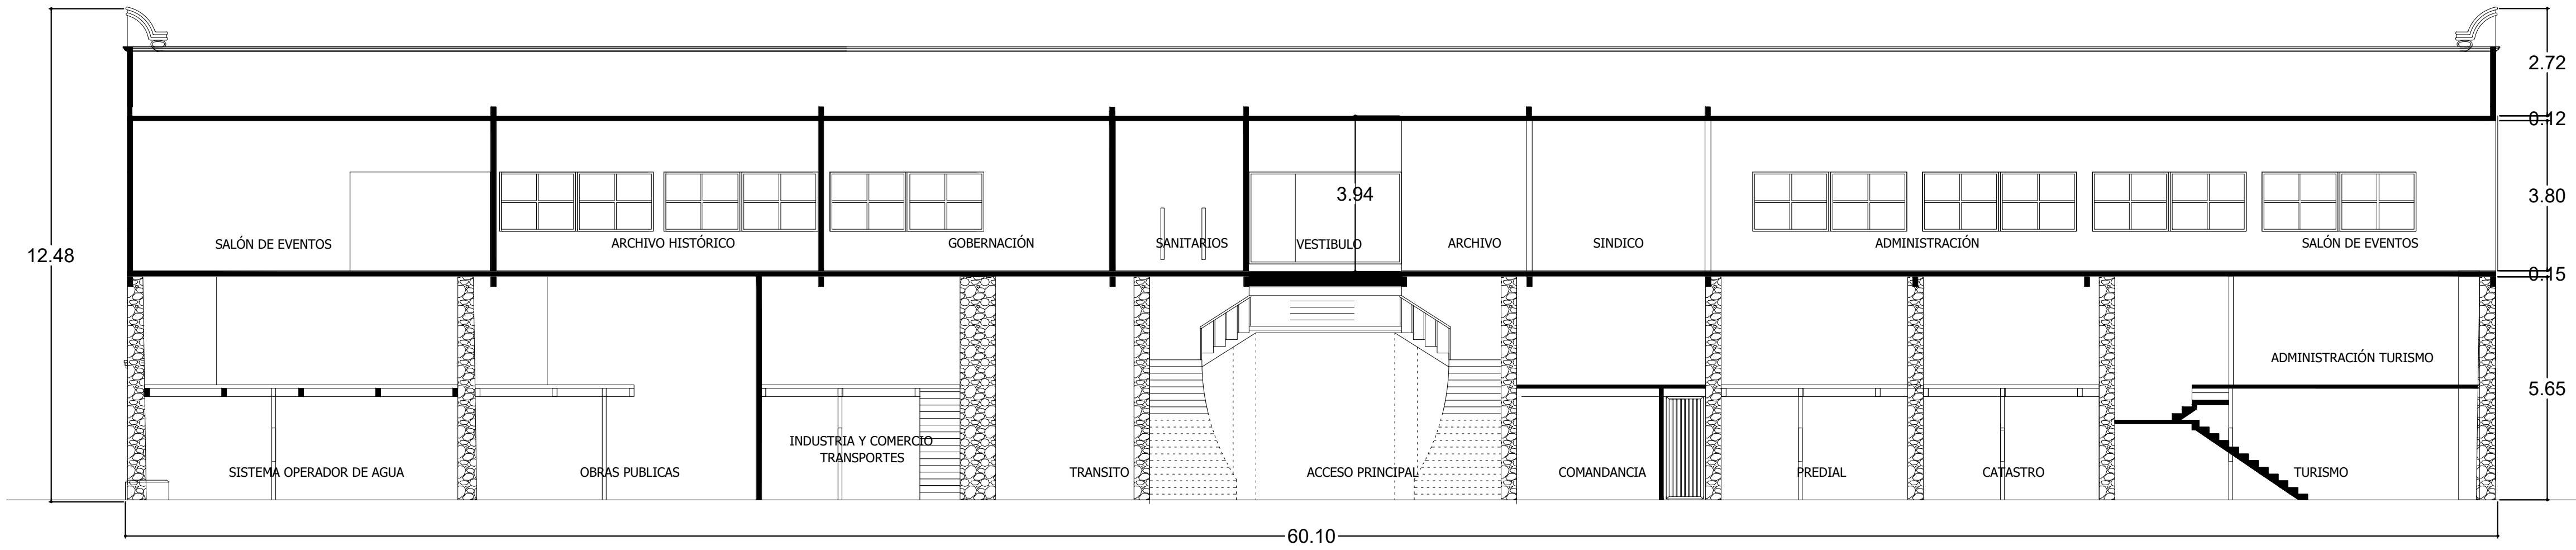 2.72
0.12
3.94
3.80
12.48
SALÓN DE EVENTOS
ARCHIVO HISTÓRICO
GOBERNACIÓN
SANITARIOS
VESTIBULO
ARCHIVO
SINDICO
ADMINISTRACIÓN
SALÓN DE EVENTOS
0.15
ADMINISTRACIÓN TURISMO
5.65
SISTEMA OPERADOR DE AGUA
OBRAS PUBLICAS
INDUSTRIA Y COMERCIO
TRANSPORTES
TRANSITO
ACCESO PRINCIPAL
COMANDANCIA
PREDIAL
CATASTRO
TURISMO
60.10